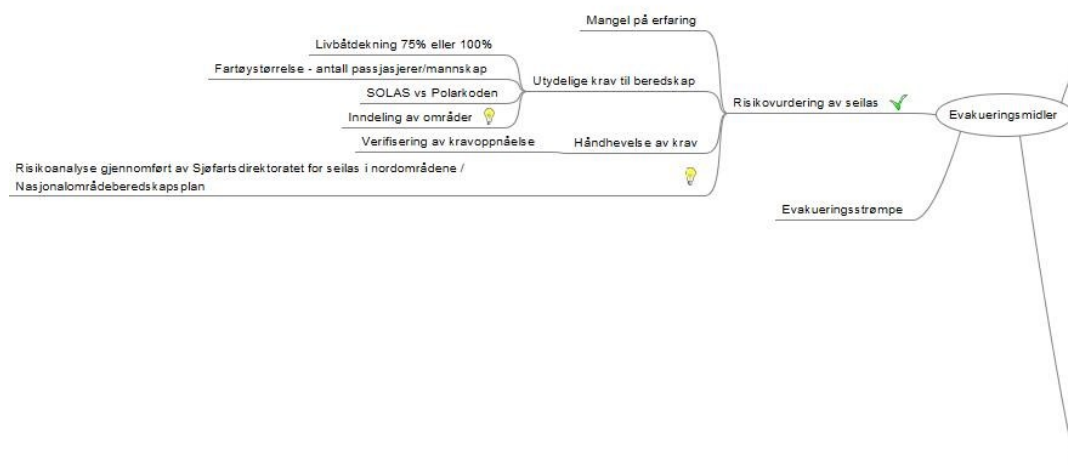 Mangel på erfaring
Livbåtdekning 75% eller 100%
Fartøystørrelse - antall passjasjerer/mannskap
Utydelige krav til beredskap
SOLAS vs Polarkoden
Risikovurdering av seilas
Evakueringsmidler
Inndeling av områder
Verifisering av kravoppnåelse
Håndhevelse av krav
Risikoanalyse gjennomført av Sjøfartsdirektoratet for seilas i nordområdene /
Nasjonalområdeberedskapsplan
Evakueringsstrømpe